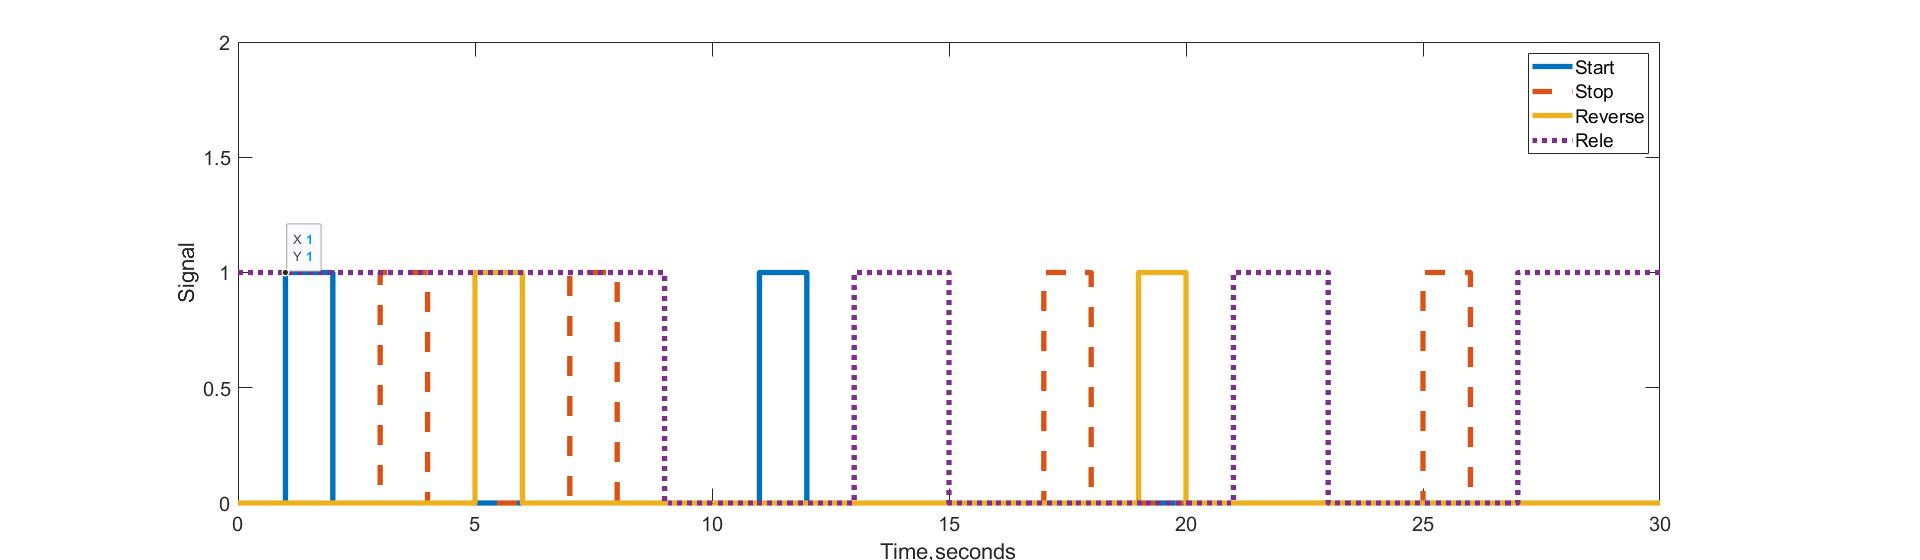 2
1.5
1
0.5
0
Signal
X 1
Y 1
Start
Stop
Reverse
Rele
0 5 10 15 20 25 30
Time,seconds